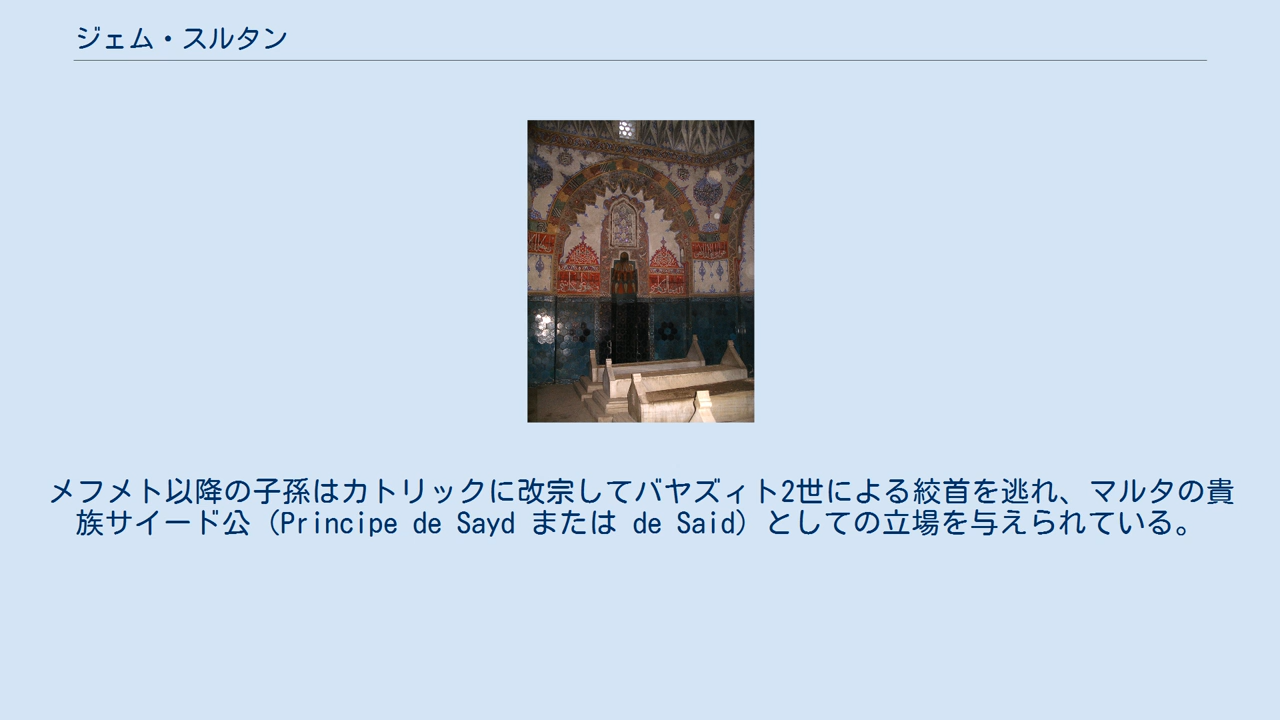 ジェム・スルタン
メフメト以降の子孫はカトリックに改宗してバヤズィト2世による絞首を逃れ、マルタの貴
族サイード公（Principe de Sayd または de Said）としての立場を与えられている。